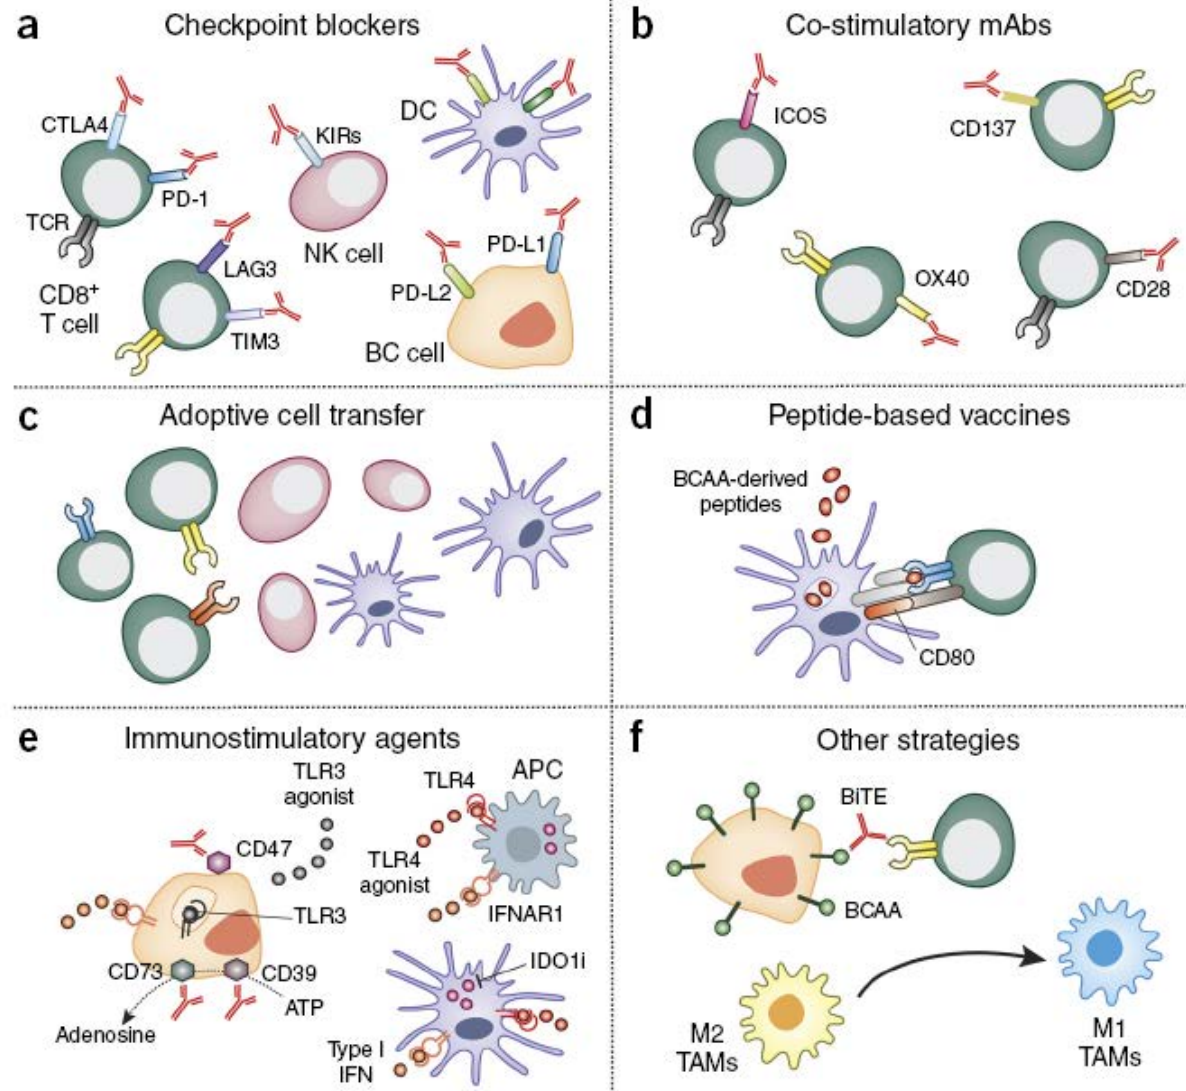 a
Checkpoint blockers
CTLA4
PD-1
TCR
LAG3
CD8+
T cell
TIM3
KIRs
NK cell
DC
PD-L1
PD-L2
BC cell
b
Co-stimulatory mAbs
ICOS
CD137
OX40
CD28
c
Adoptive cell transfer
d
Peptide-based vaccines
BCAA-derived
peptides
CD80
e
Immunostimulatory agents
TLR3
agonist
CD47
TLR3
CD73
CD39
ATP
Adenosine
TLR4
APC
TLR4
agonist
IFNAR1
IDO1i
Type I
IFN
f
Other strategies
BiTE
BCAA
M2
TAMs
M1
TAMs